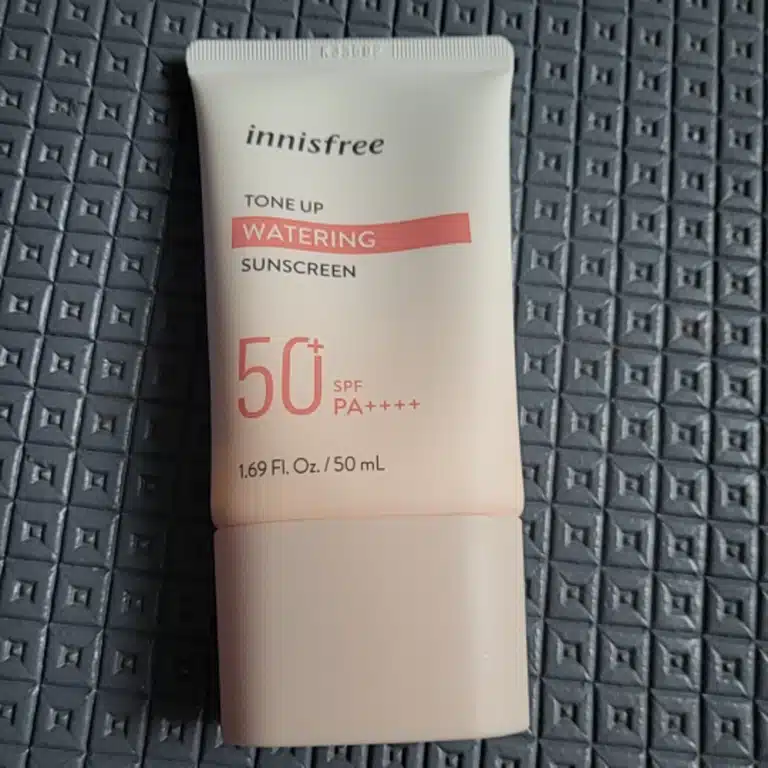 innisfree
TONE UP
WATERING
SUNSCREEN
50+ SPF
PA++++
1.69 Fl. Oz. / 50 mL